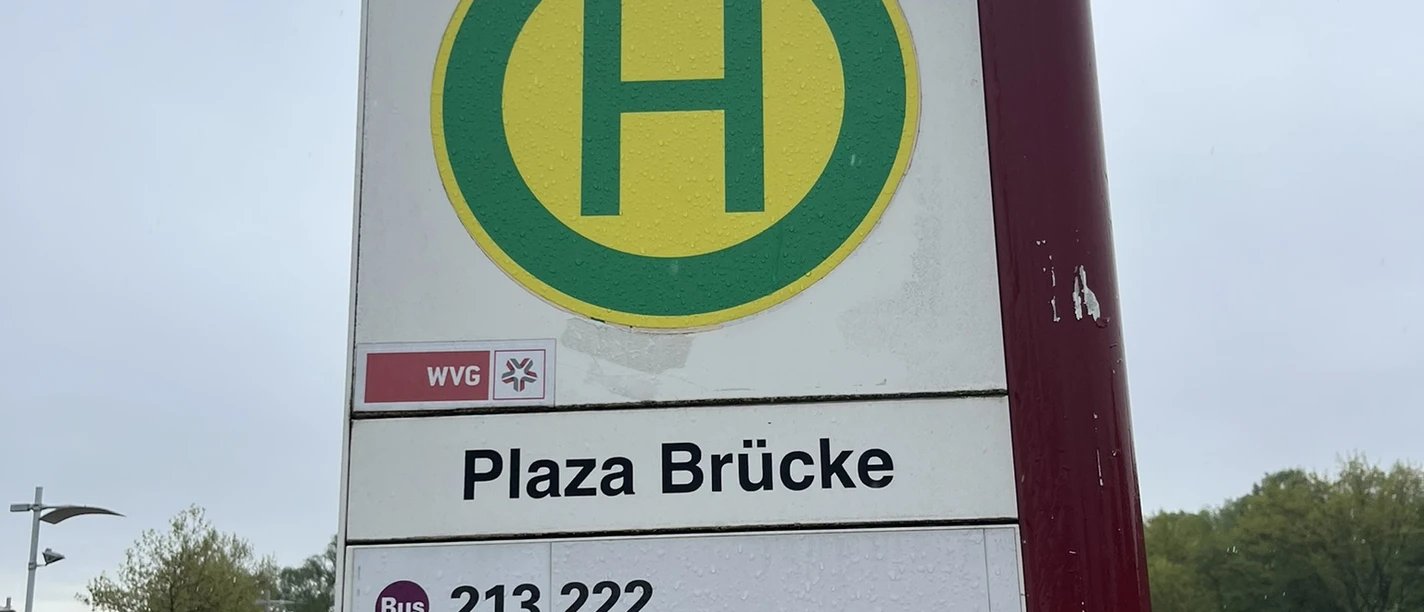 H
WVG
Plaza Brücke
Bus 213 222